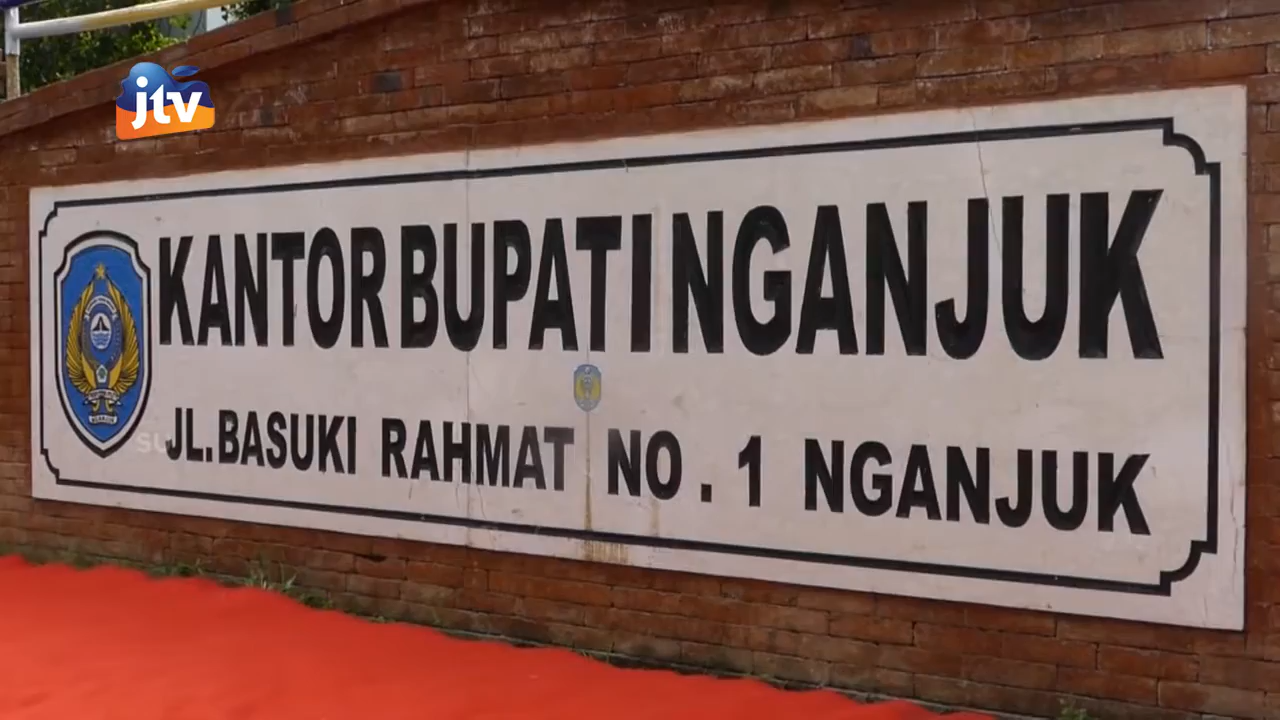 jtv
KANTOR BUPATI NGANJUK
JL. BASUKI RAHMAT NO. 1 NGANJUK